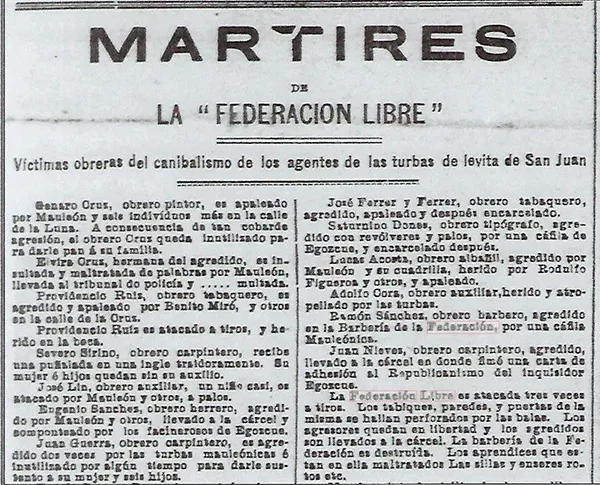 MARTIRES
DE
LA "FEDERACION LIBRE"
Víctimas obreras del canibalismo de los agentes de las turbas de levita de San Juan
Genaro Cruz, obrero pintor, es apaleado
por Mauleón y seis individuos más en la calle
de la Luna. A consecuencia de tan cobarde
agresión, el obrero Cruz queda inutilizado pa
ra darle pan á su familia.
Elvira Cruz, hermana del agredido, es in-
sultada y maltratada de palabras por Mauleón,
llevada al tribunal de policía y ..... multada.
Providencio Ruis, obrero tabaquero, es
agredido y apaleado por Benito Miró, y otros
en la calle de la Cruz.
Providencio Ruiz es atacado á tiros, y he-
rido en la boca.
Severo Sirino, obrero carpintero, recibe
una puñalada en una ingle traidoramente. Su
mujer é hijos quedan sin su auxilio.
José Lino, obrero auxiliar, un niño casi, es
atacado por Mauleón y otros, a palos.
Eugenio Sanches, obrero herrero, agredi-
do por Mauleón y otros, llevado á la cárcel y
componteado por los facinerosos de Egozcue.
Juan Guerra, obrero carpintero, es agre-
dido dos veces por las turbas mauleónicas é
inutilizado por algún tiempo para darle sus-
tento a su mujer y seis hijos.
José Ferrer y Ferrer, obrero tabaquero,
agredido, apaleado y después encarcelado.
Saturnino Dones, obrero tipógrafo, agre-
dido con revólveres y palos, por una cáfila de
Egozcue, y encarcelado después.
Lucas Acosta, obrero albañil, agredido por
Mauleón y su cuadrilla, herido por Rodulfo
Figueroa y otros, y apaleado.
Adolfo Cora, obrero auxiliar, herido y atro-
pellado por las turbas.
Ramón Sánchez, obrero barbero, agredido
en la Barbería de la Federación, por una cáfila
Mauleónica.
Juan Nieves, obrero carpintero, agredido,
llevado á la cárcel en donde fimó una carta de
adhesión al Republicanismo del inquisidor
Egozcue.
La Federación Libre es atacada tres veces
a tiros. Los tabiques, paredes, y puertas de la
misma se hallan perforados por las balas. Los
agresores quedan en libertad y los agredidos
son llevados á la cárcel. La barbería de la Fe-
deración es destruída. Los aprendices que es-
tan en ella maltratados Las sillas y enseres ro-
tos etc.